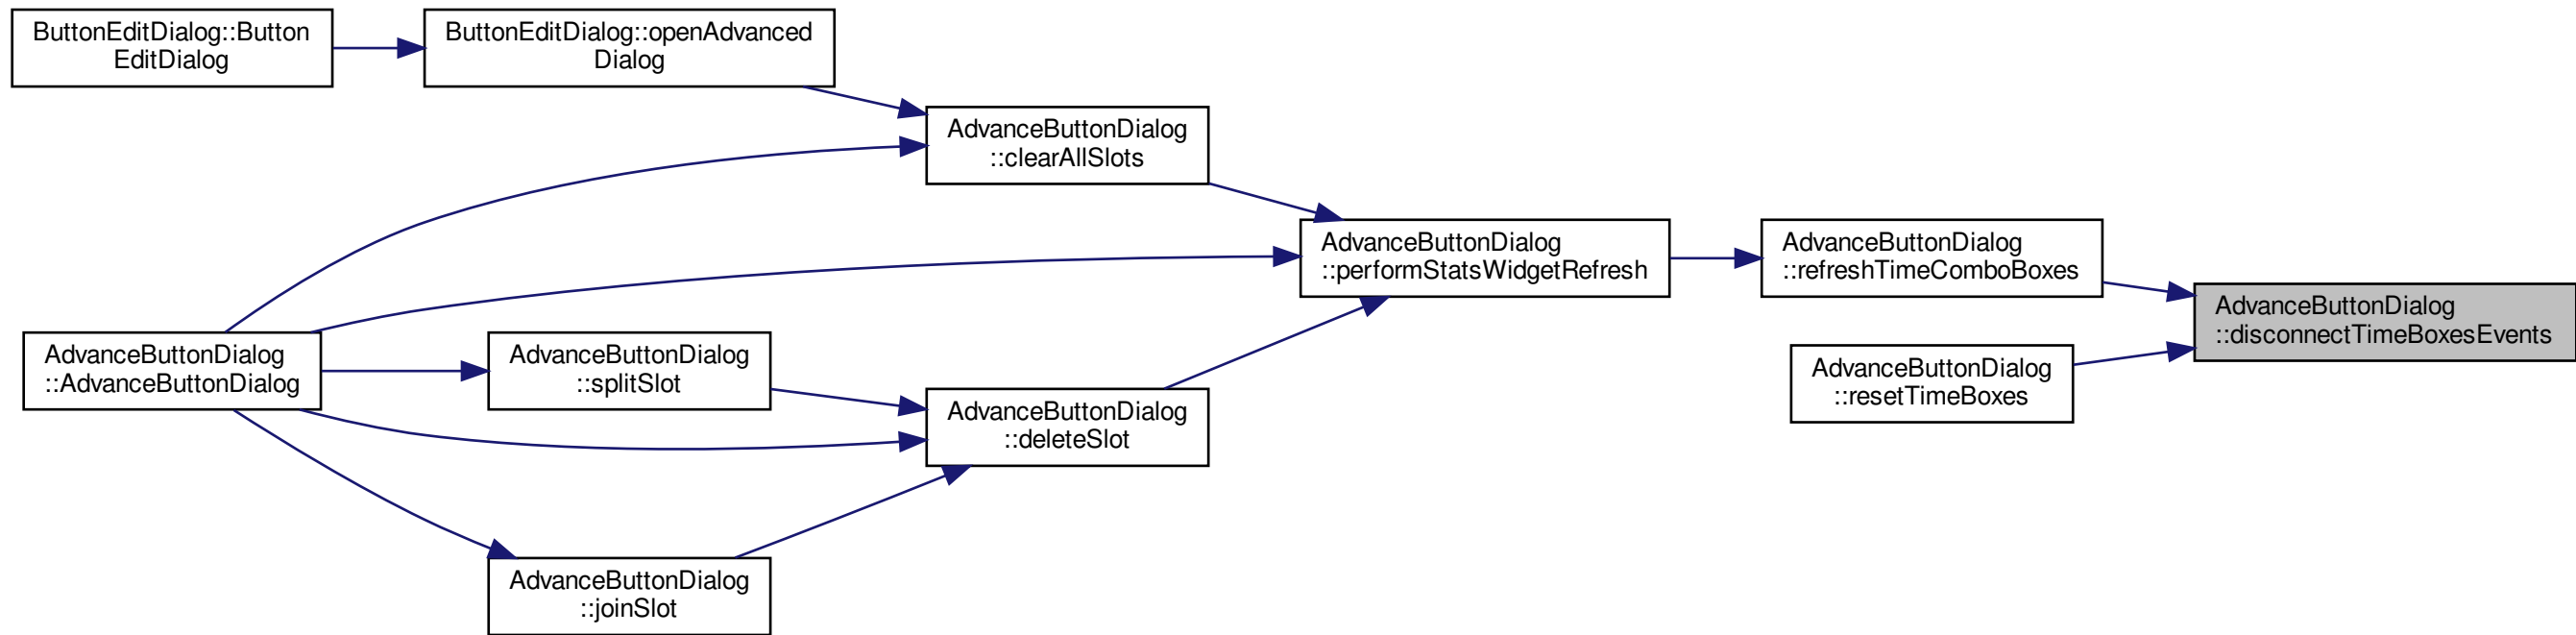 ButtonEditDialog::Button
EditDialog
ButtonEditDialog::openAdvanced
Dialog
AdvanceButtonDialog
::clearAllSlots
AdvanceButtonDialog
::performStatsWidgetRefresh
AdvanceButtonDialog
::refreshTimeComboBoxes
AdvanceButtonDialog
::disconnectTimeBoxesEvents
AdvanceButtonDialog
::AdvanceButtonDialog
AdvanceButtonDialog
::splitSlot
AdvanceButtonDialog
::resetTimeBoxes
AdvanceButtonDialog
::deleteSlot
AdvanceButtonDialog
::joinSlot